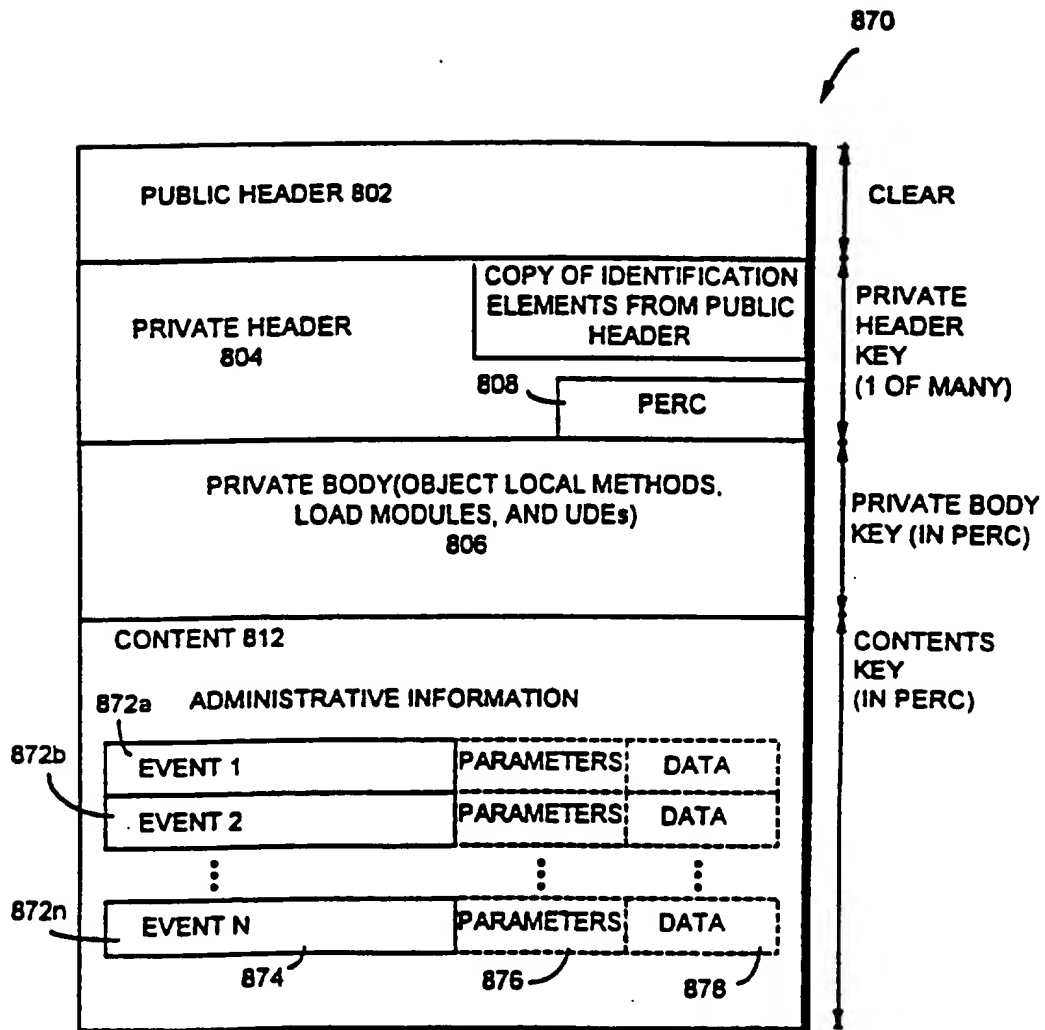 870
PUBLIC HEADER 802
CLEAR
COPY OF IDENTIFICATION
ELEMENTS FROM PUBLIC
HEADER
PRIVATE HEADER
804
808
PERC
PRIVATE
HEADER
KEY
(1 OF MANY)
PRIVATE BODY(OBJECT LOCAL METHODS,
LOAD MODULES, AND UDEs)
806
PRIVATE BODY
KEY (IN PERC)
CONTENT 812
CONTENTS
KEY
(IN PERC)
ADMINISTRATIVE INFORMATION
872a
872b
EVENT 1 PARAMETERS DATA
EVENT 2 PARAMETERS DATA
872n
EVENT N PARAMETERS DATA
874 876 878